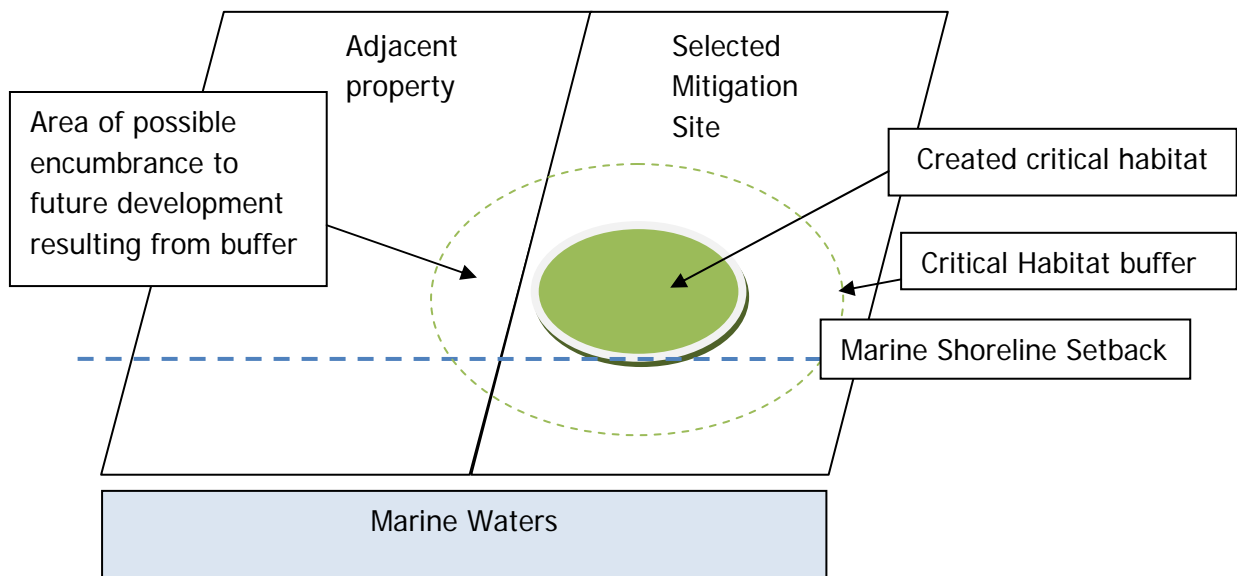 Adjacent
property
Selected
Mitigation
Site
Area of possible
encumbrance to
future development
resulting from buffer
Created critical habitat
Critical Habitat buffer
Marine Shoreline Setback
Marine Waters